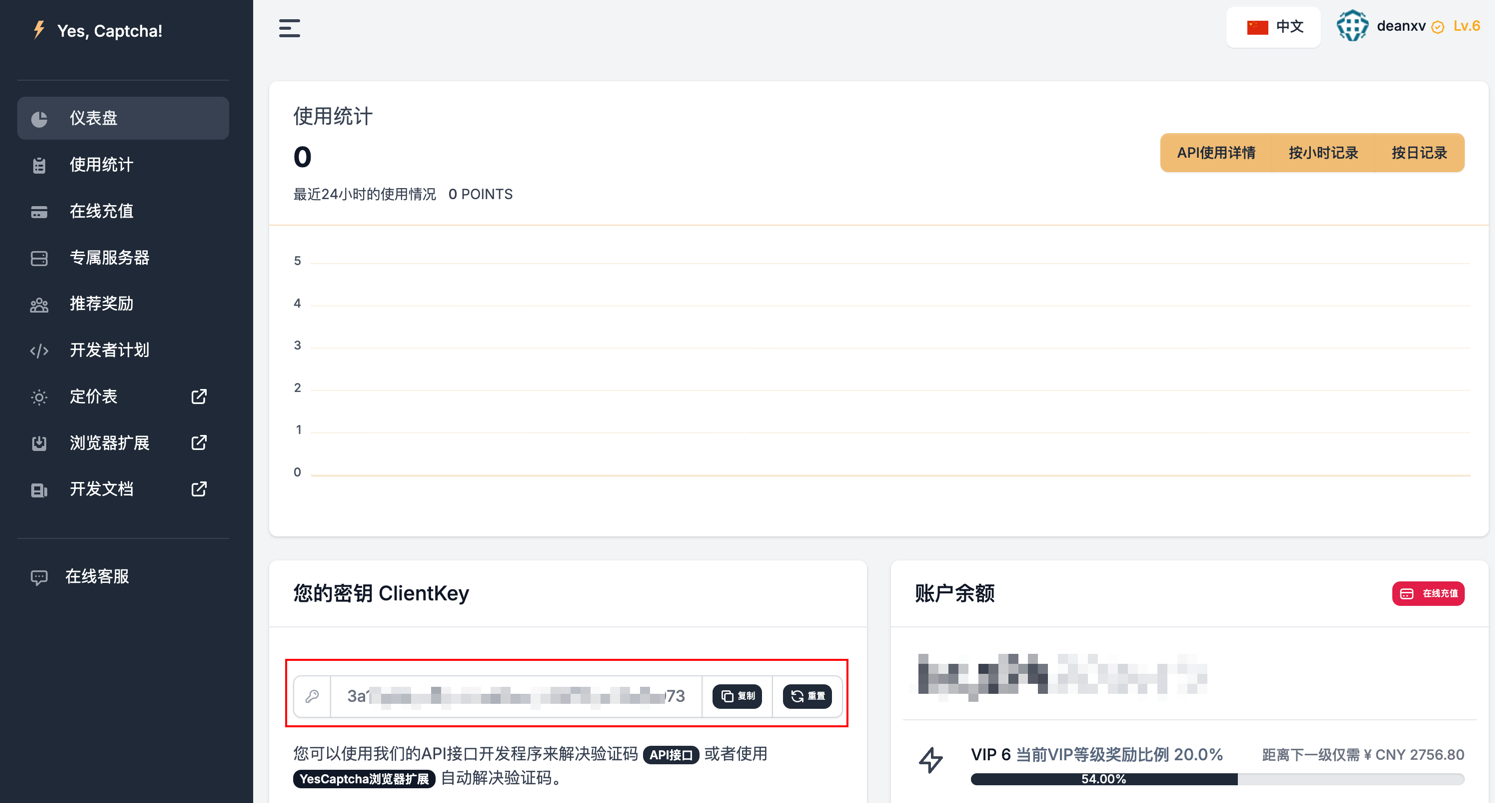 Yes, Captcha!
中文
deanxv
Lv.6
仪表盘
使用统计
在线充值
专属服务器
推荐奖励
开发者计划
定价表
浏览器扩展
开发文档
在线客服
使用统计
0
最近24小时的使用情况 0 POINTS
API使用详情 按小时记录 按日记录
5
4
3
2
1
0
您的密钥 ClientKey
复制
重置
您可以使用我们的API接口开发程序来解决验证码 API接口 或者使用
YesCaptcha浏览器扩展 自动解决验证码。
账户余额
在线充值
VIP 6 当前VIP等级奖励比例 20.0%
距离下一级仅需 ¥ CNY 2756.80
54.00%